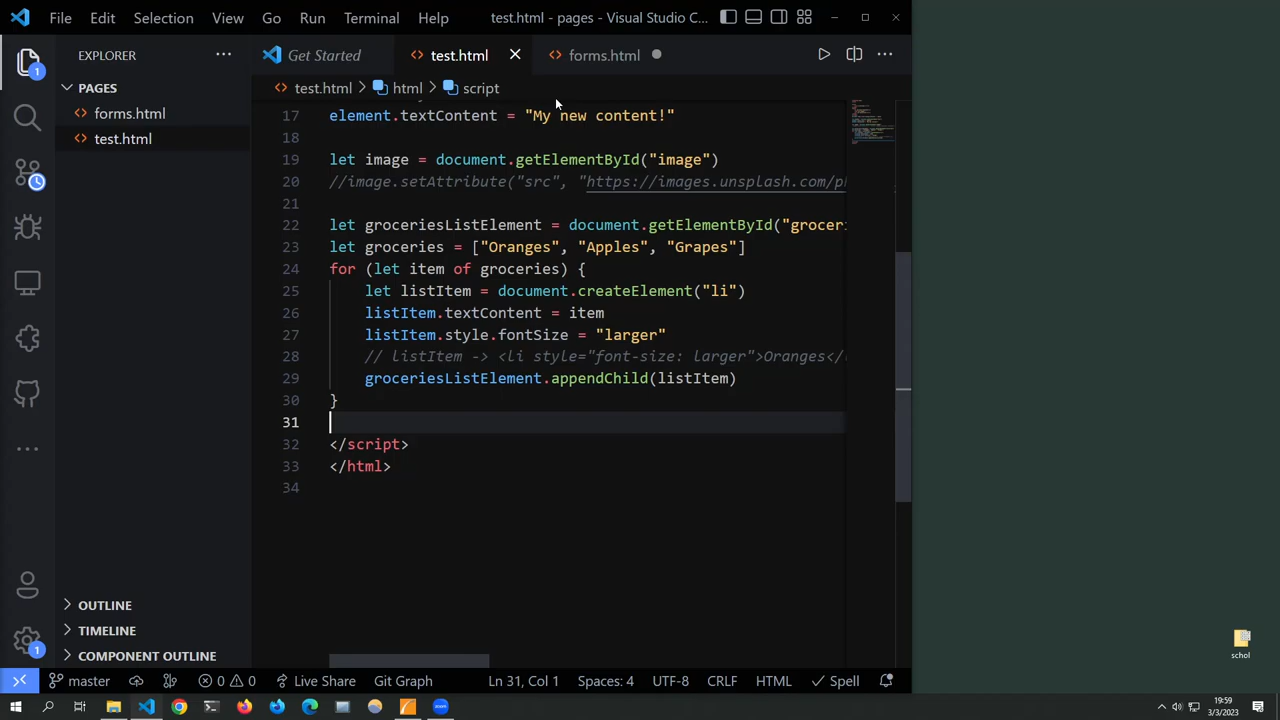 File Edit Selection View Go Run Terminal Help test.html - pages - Visual Studio C...
EXPLORER
Get Started test.html forms.html
PAGES
test.html > html > script
forms.html
test.html
17 element.textContent = "My new content!"
18
19 let image = document.getElementById("image")
20 //image.setAttribute("src", "https://images.unsplash.com/ph
21
22 let groceriesListElement = document.getElementById("grocer
23 let groceries = ["Oranges", "Apples", "Grapes"]
24 for (let item of groceries) {
25 let listItem = document.createElement("li")
26 listItem.textContent = item
27 listItem.style.fontSize = "larger"
28 // listItem -> <li style="font-size: larger">Oranges</
29 groceriesListElement.appendChild(listItem)
30 }
31
32 </script>
33 </html>
34
1
1
OUTLINE
TIMELINE
COMPONENT OUTLINE
schol
master 0 0 Live Share Git Graph Ln 31, Col 1 Spaces: 4 UTF-8 CRLF HTML Spell
zoom
19:59
3/3/2023